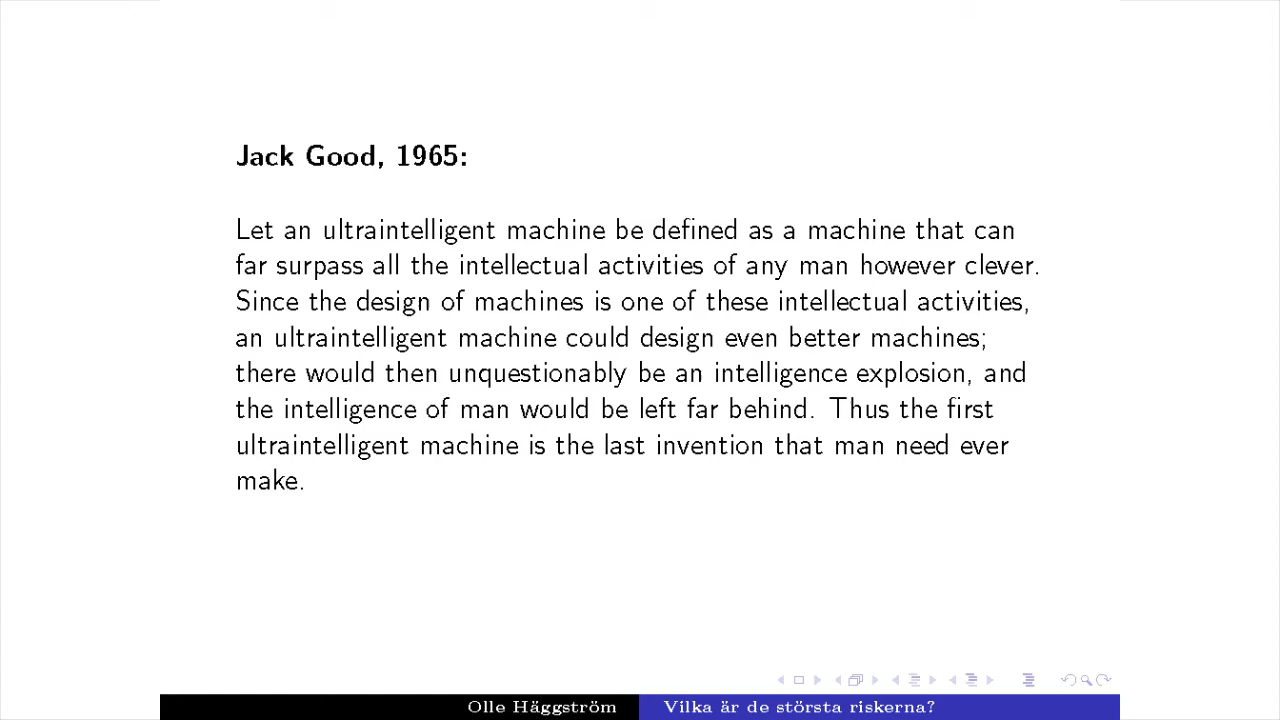 Jack Good, 1965:
Let an ultraintelligent machine be defined as a machine that can
far surpass all the intellectual activities of any man however clever.
Since the design of machines is one of these intellectual activities,
an ultraintelligent machine could design even better machines;
there would then unquestionably be an intelligence explosion, and
the intelligence of man would be left far behind. Thus the first
ultraintelligent machine is the last invention that man need ever
make.
Olle Häggström
Vilka är de största riskerna?